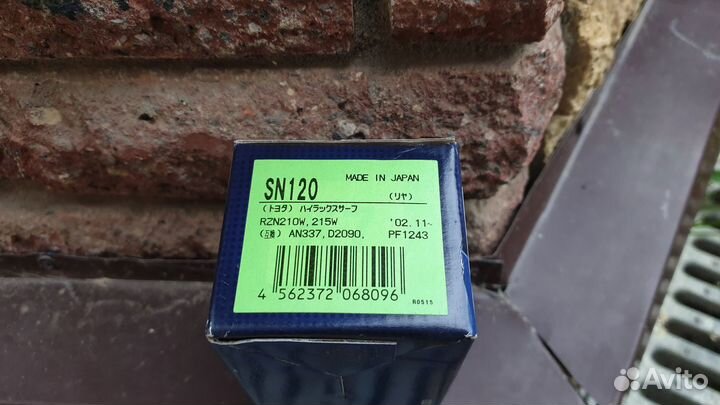 SN120 MADE IN JAPAN
(リヤ)
(トヨタ) ハイラックスサーフ
RZN210W, 215W '02.11~
(互換) AN337, D2090, PF1243
4 562372 068096
R0515
Avito